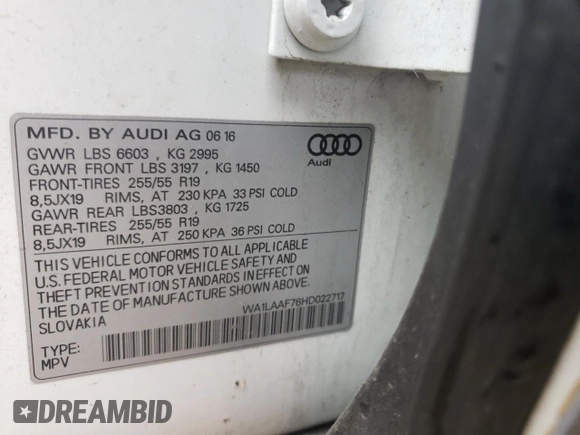 MFD. BY AUDI AG 06 16
GVWR LBS 6603 , KG 2995
GAWR FRONT LBS 3197 , KG 1450
FRONT-TIRES 255/55 R19
8,5JX19 RIMS, AT 230 KPA 33 PSI COLD
GAWR REAR LBS3803 , KG 1725
REAR-TIRES 255/55 R19
8,5JX19 RIMS, AT 250 KPA 36 PSI COLD
Audi
THIS VEHICLE CONFORMS TO ALL APPLICABLE
U.S. FEDERAL MOTOR VEHICLE SAFETY AND
THEFT PREVENTION STANDARDS IN EFFECT ON
THE DATE OF MANUFACTURE SHOWN ABOVE.
SLOVAKIA
WA1LAAF76HD022717
TYPE:
MPV
DREAMBID